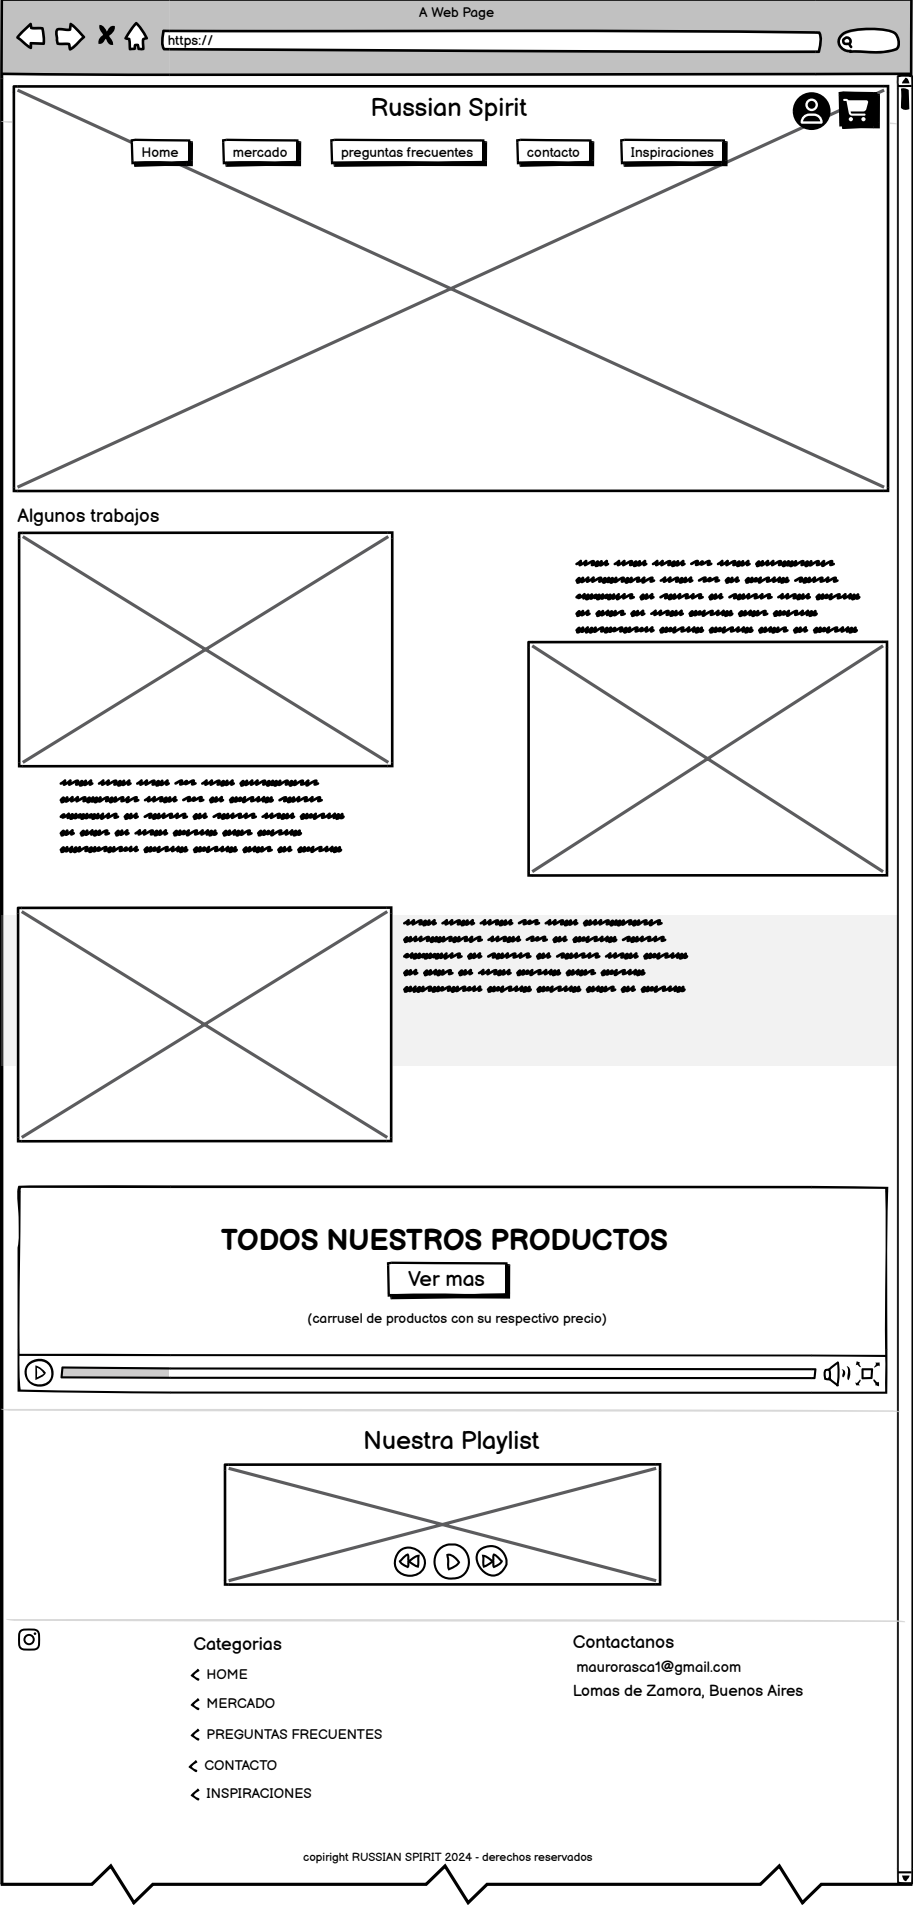 A Web Page
https://
Russian Spirit
Home
mercado
preguntas frecuentes
contacto
Inspiraciones
Algunos trabajos
TODOS NUESTROS PRODUCTOS
Ver mas
(carrusel de productos con su respectivo precio)
Nuestra Playlist
Categorias
HOME
MERCADO
PREGUNTAS FRECUENTES
CONTACTO
INSPIRACIONES
Contactanos
maurorasca1@gmail.com
Lomas de Zamora, Buenos Aires
copiright RUSSIAN SPIRIT 2024 - derechos reservados